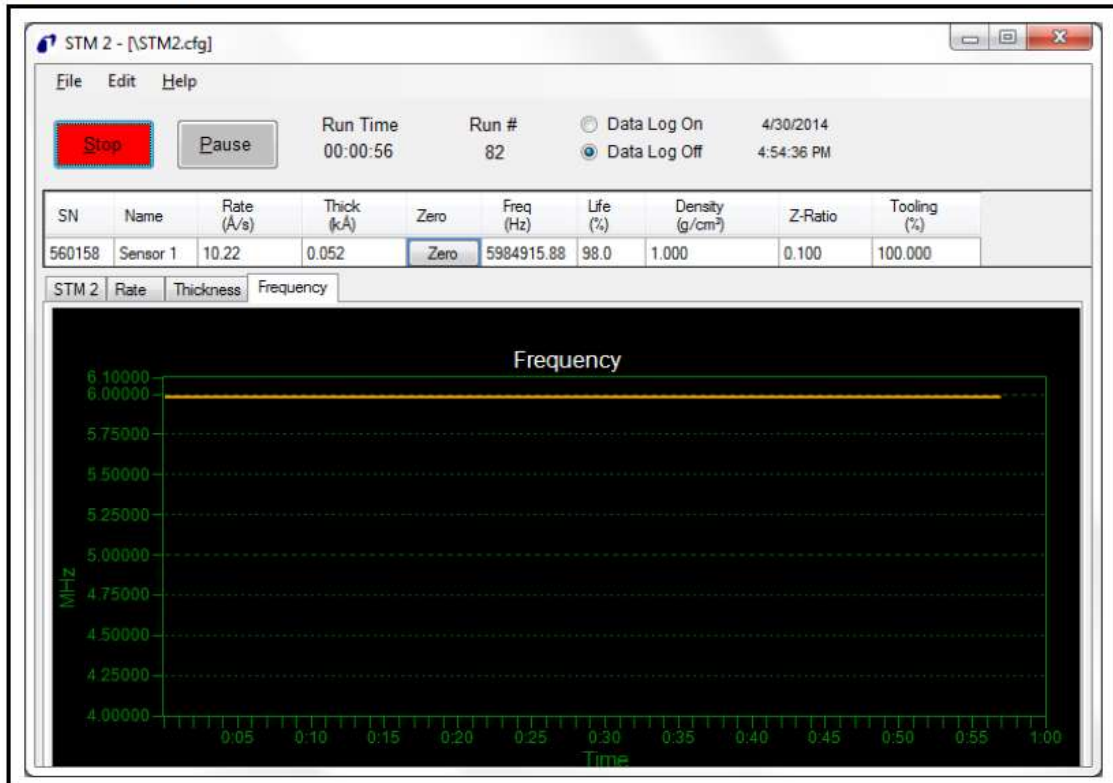 STM 2 - [\STM2.cfg]
File Edit Help
Stop Pause Run Time Run # Data Log On 4/30/2014
00:00:56 82 Data Log Off 4:54:36 PM
SN Name Rate (Å/s) Thick (kÅ) Zero Freq (Hz) Life (%) Density (g/cm³) Z-Ratio Tooling (%)
560158 Sensor 1 10.22 0.052 Zero 5984915.88 98.0 1.000 0.100 100.000
STM 2 Rate Thickness Frequency
Frequency
6.10000
6.00000
5.75000
5.50000
5.25000
5.00000
4.75000
4.50000
4.25000
4.00000
MHz
0:05 0:10 0:15 0:20 0:25 0:30 0:35 0:40 0:45 0:50 0:55 1:00
Time